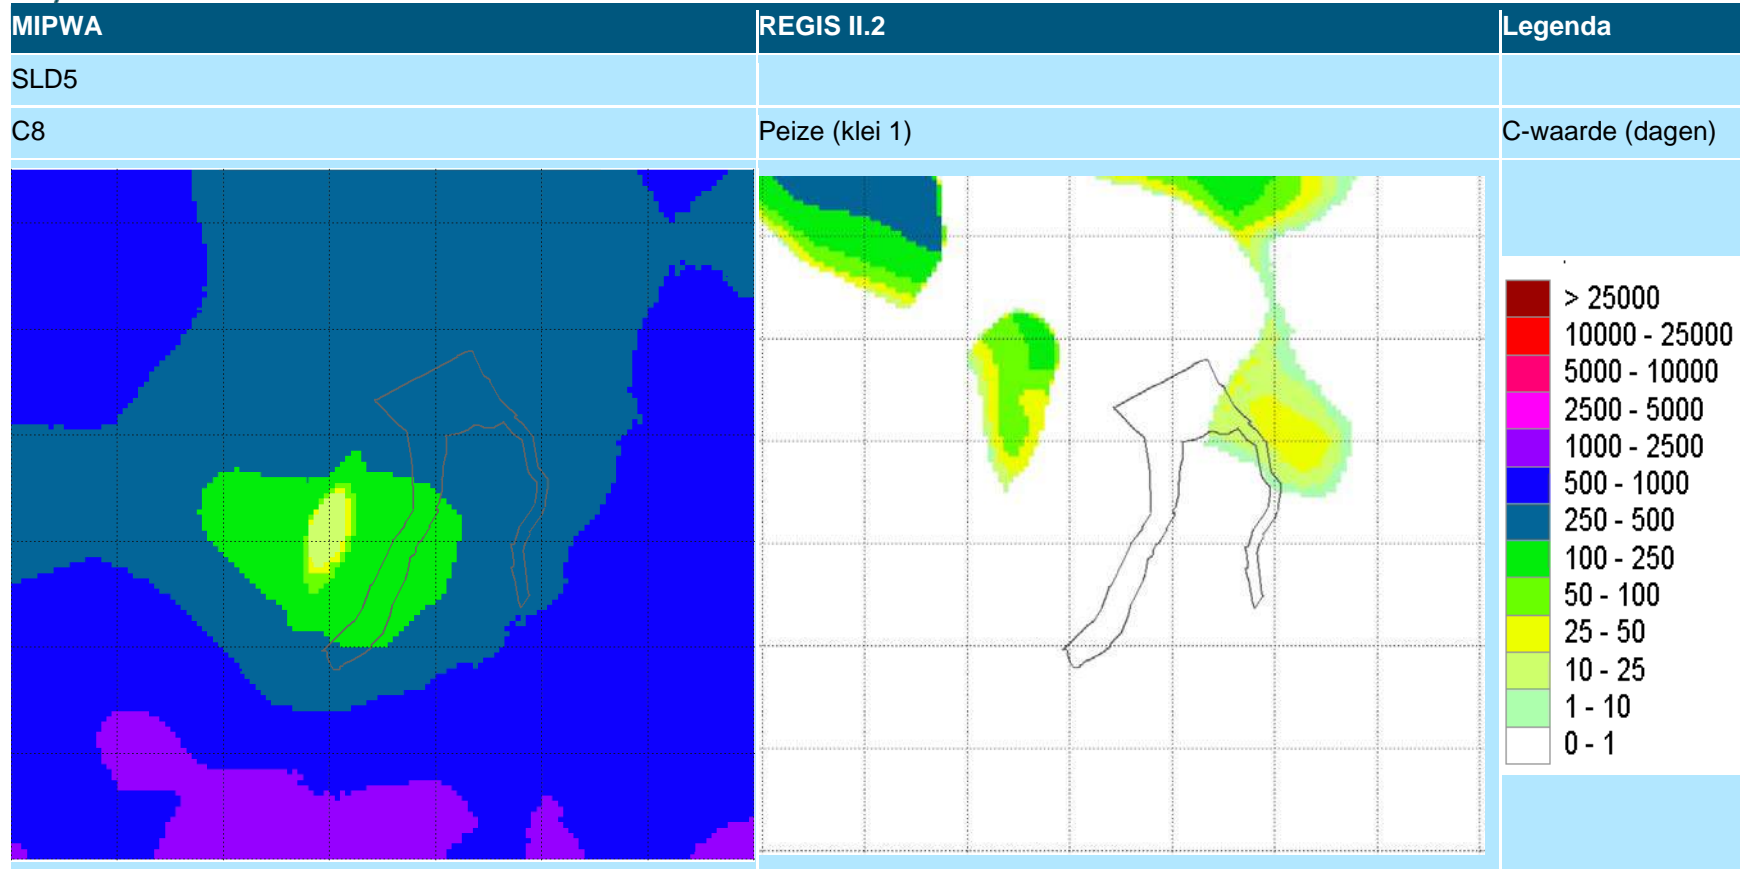 MIPWA REGIS II.2 Legenda
SLD5
C8 Peize (klei 1) C-waarde (dagen)
> 25000
10000 - 25000
5000 - 10000
2500 - 5000
1000 - 2500
500 - 1000
250 - 500
100 - 250
50 - 100
25 - 50
10 - 25
1 - 10
0 - 1